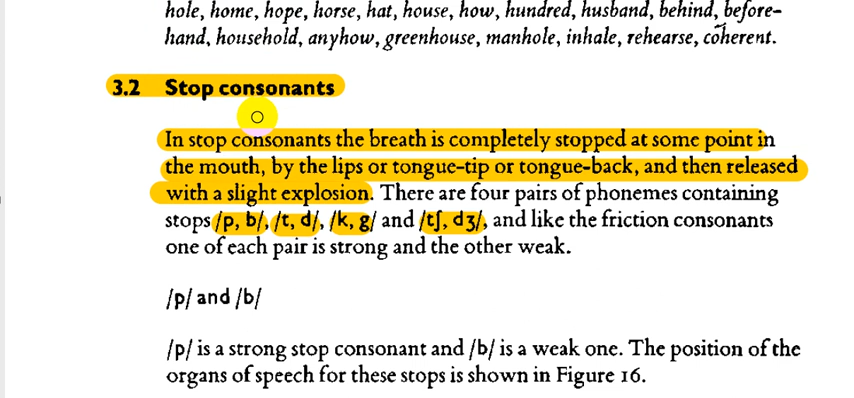 hole, home, hope, horse, hat, house, how, hundred, husband, behind, before-
hand, household, anyhow, greenhouse, manhole, inhale, rehearse, coherent.
3.2 Stop consonants
In stop consonants the breath is completely stopped at some point in
the mouth, by the lips or tongue-tip or tongue-back, and then released
with a slight explosion. There are four pairs of phonemes containing
stops /p, b/, /t, d/, /k, g/ and /tʃ, dʒ/, and like the friction consonants
one of each pair is strong and the other weak.
/p/ and /b/
/p/ is a strong stop consonant and /b/ is a weak one. The position of the
organs of speech for these stops is shown in Figure 16.